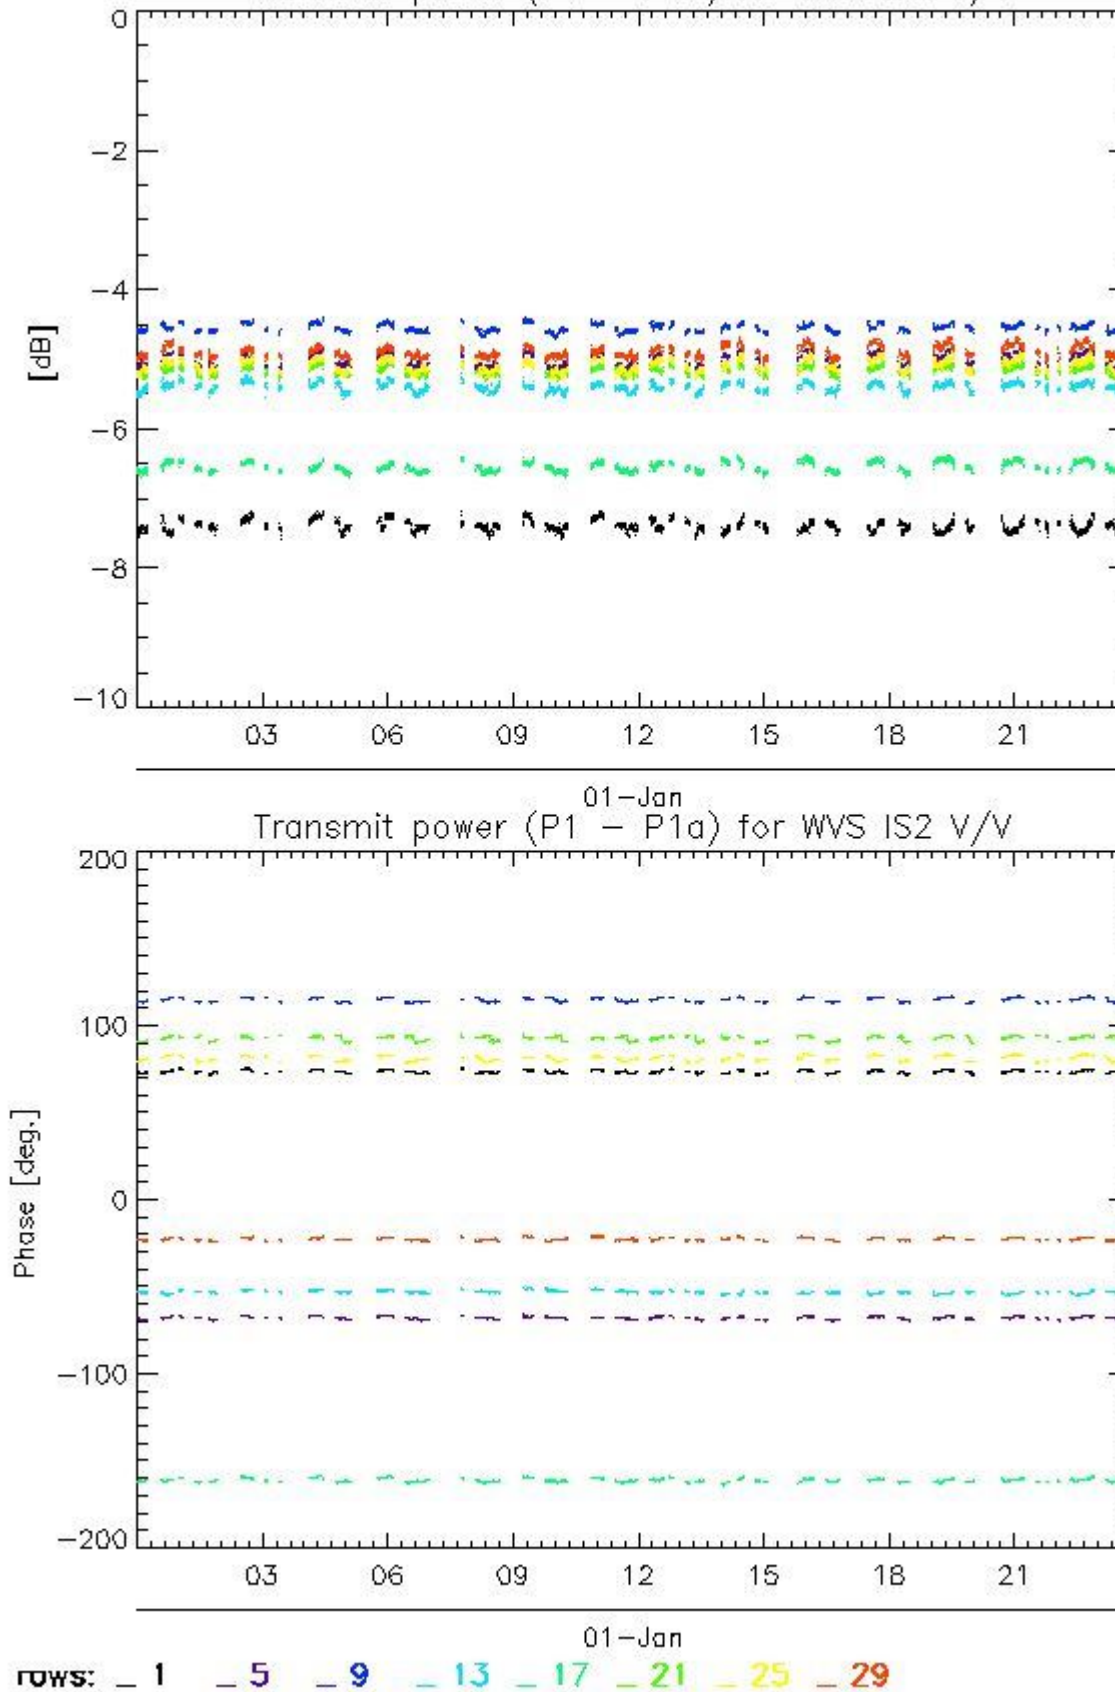 0
-2
-4
[dB]
-6
-8
-10
03 06 09 12 15 18 21
01-Jan
Transmit power (P1 - P1a) for WVS IS2 V/V
200
100
Phase [deg.]
0
-100
-200
03 06 09 12 15 18 21
01-Jan
rows: _ 1 _ 5 _ 9 _ 13 _ 17 _ 21 _ 25 _ 29